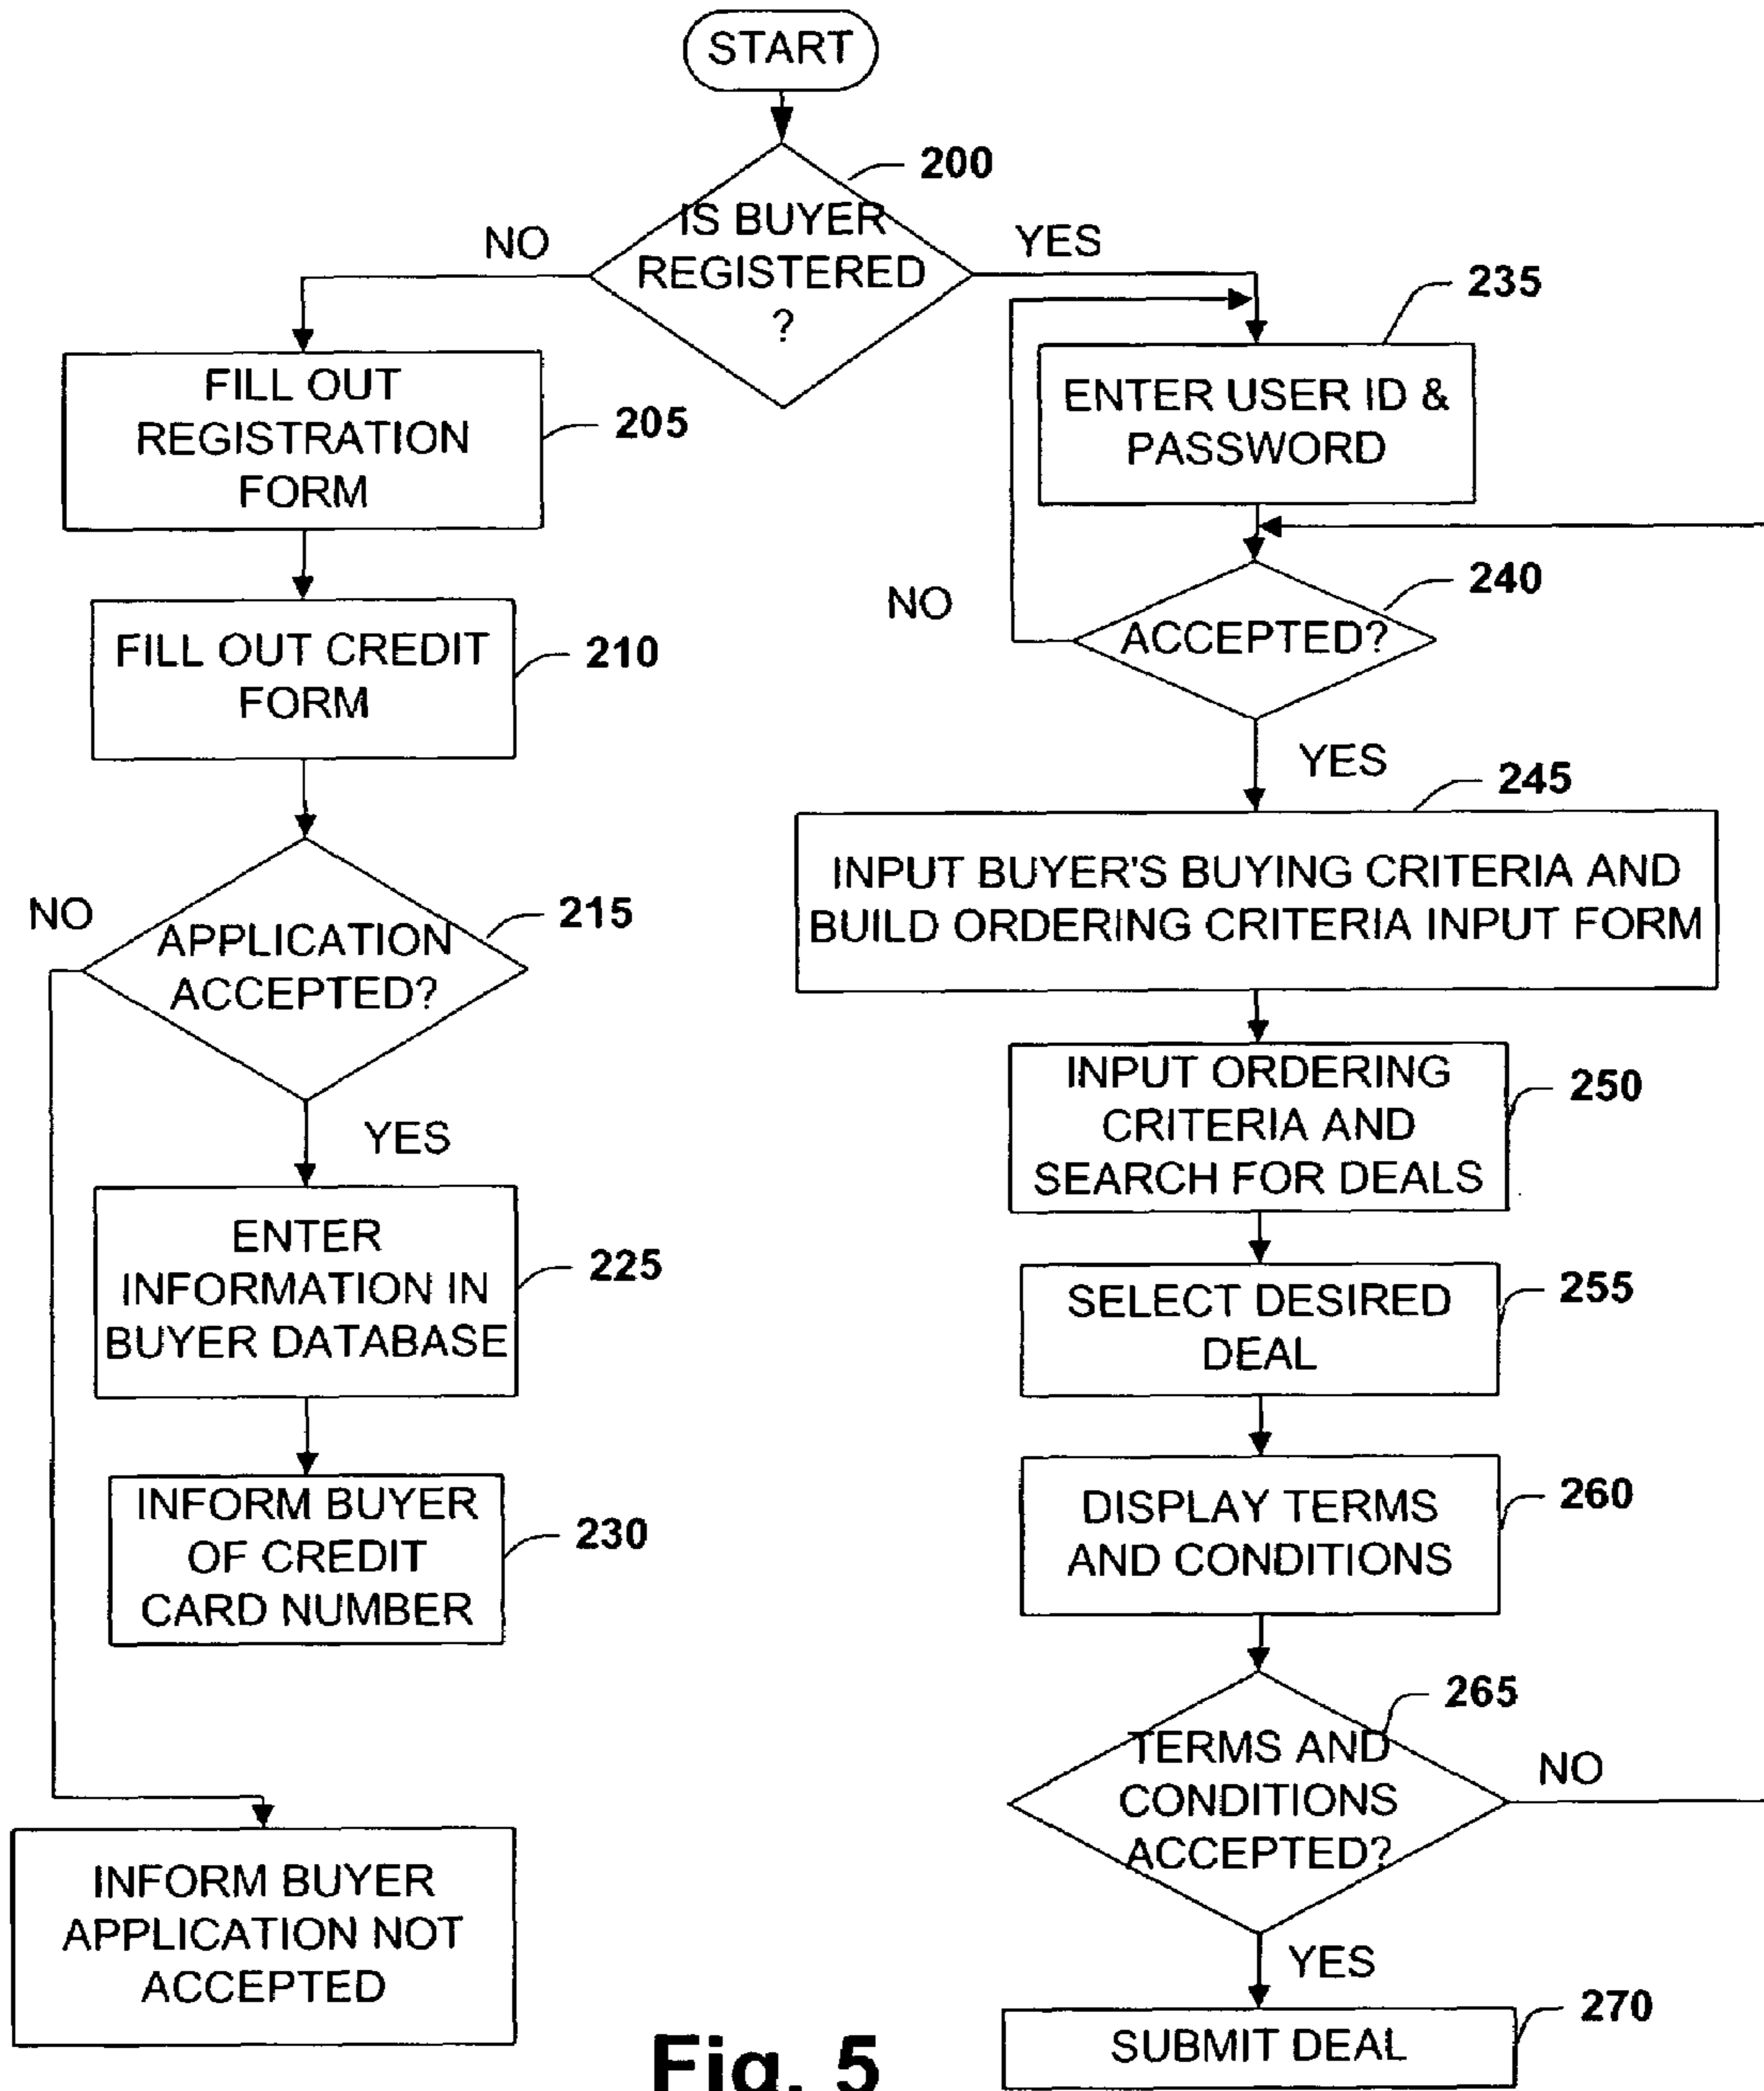 START
200
IS BUYER
REGISTERED
?
NO
YES
FILL OUT
REGISTRATION
FORM
205
FILL OUT CREDIT
FORM
210
APPLICATION
ACCEPTED?
215
NO
YES
ENTER
INFORMATION IN
BUYER DATABASE
225
INFORM BUYER
OF CREDIT
CARD NUMBER
230
INFORM BUYER
APPLICATION NOT
ACCEPTED
235
ENTER USER ID &
PASSWORD
240
ACCEPTED?
NO
YES
245
INPUT BUYER'S BUYING CRITERIA AND
BUILD ORDERING CRITERIA INPUT FORM
INPUT ORDERING
CRITERIA AND
SEARCH FOR DEALS
250
SELECT DESIRED
DEAL
255
DISPLAY TERMS
AND CONDITIONS
260
265
TERMS AND
CONDITIONS
ACCEPTED?
NO
YES
270
SUBMIT DEAL
Fig. 5